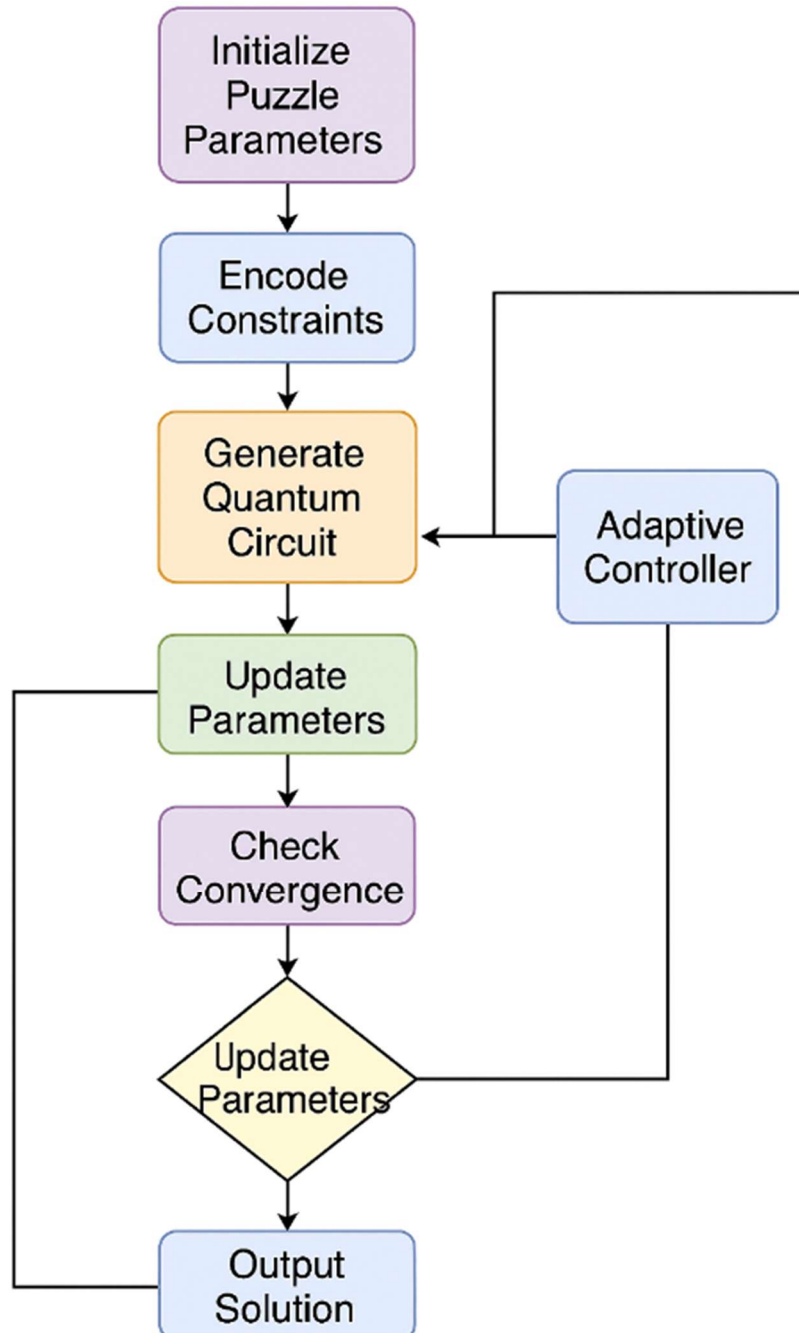 Initialize
Puzzle
Parameters
Encode
Constraints
Generate
Quantum
Circuit
Adaptive
Controller
Update
Parameters
Check
Convergence
Update
Parameters
Output
Solution